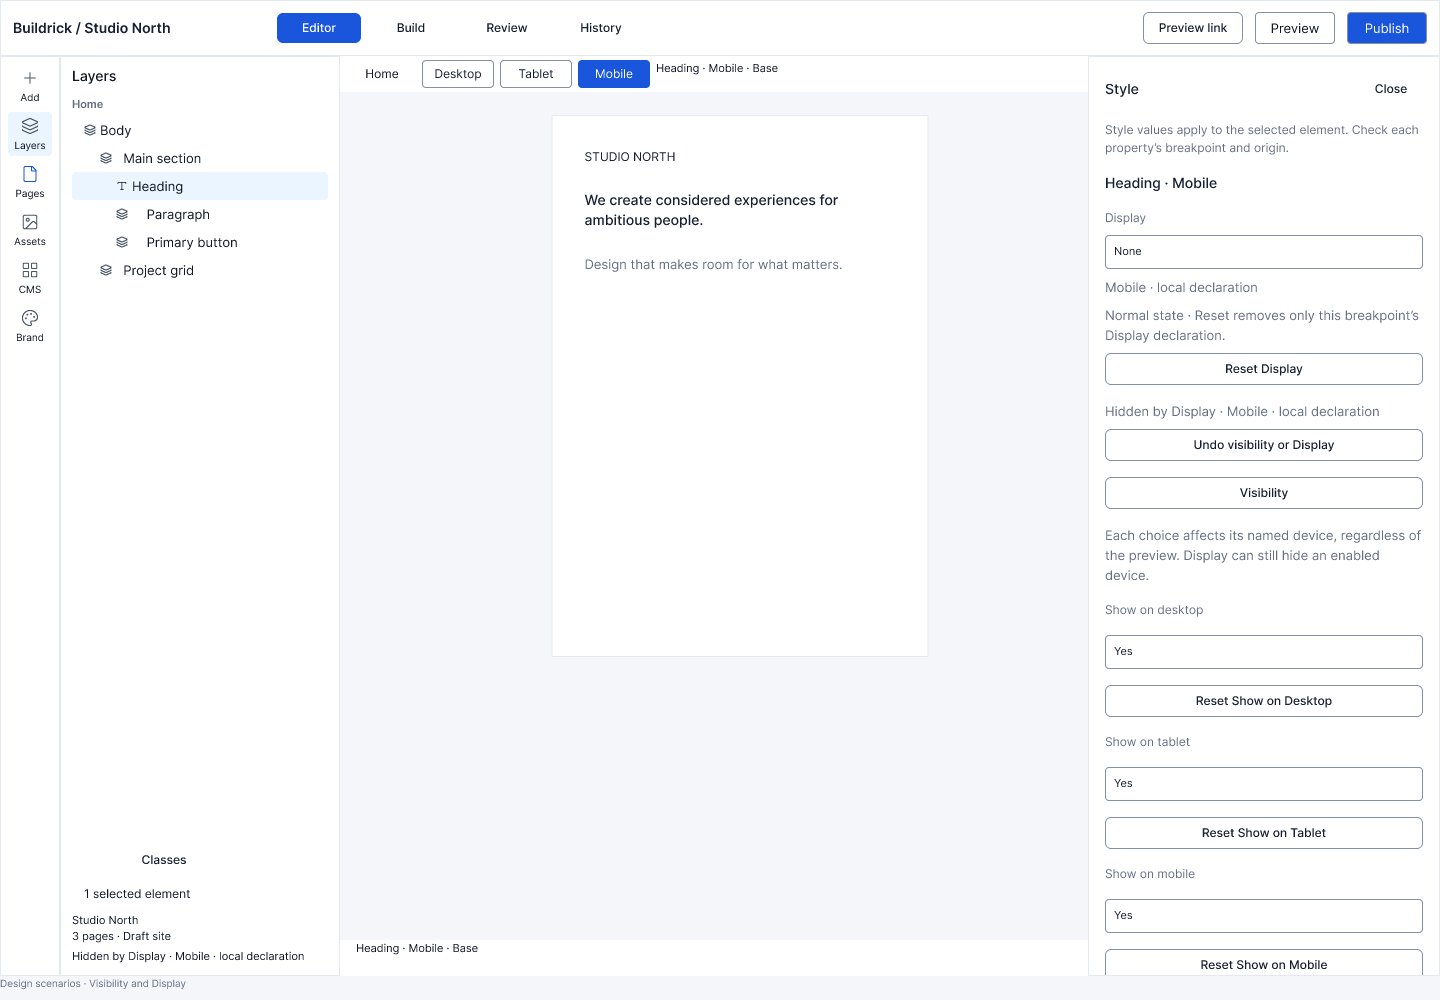 Buildrick / Studio North
Editor
Build
Review
History
Preview link
Preview
Publish
Add
Layers
Pages
Assets
CMS
Brand
Layers
Home
Body
Main section
Heading
Paragraph
Primary button
Project grid
Classes
1 selected element
Studio North
3 pages · Draft site
Hidden by Display · Mobile · local declaration
Home
Desktop
Tablet
Mobile
Heading · Mobile · Base
STUDIO NORTH
We create considered experiences for
ambitious people.
Design that makes room for what matters.
Heading · Mobile · Base
Style
Close
Style values apply to the selected element. Check each
property’s breakpoint and origin.
Heading · Mobile
Display
None
Mobile · local declaration
Normal state · Reset removes only this breakpoint’s
Display declaration.
Reset Display
Hidden by Display · Mobile · local declaration
Undo visibility or Display
Visibility
Each choice affects its named device, regardless of
the preview. Display can still hide an enabled
device.
Show on desktop
Yes
Reset Show on Desktop
Show on tablet
Yes
Reset Show on Tablet
Show on mobile
Yes
Reset Show on Mobile
Design scenarios · Visibility and Display